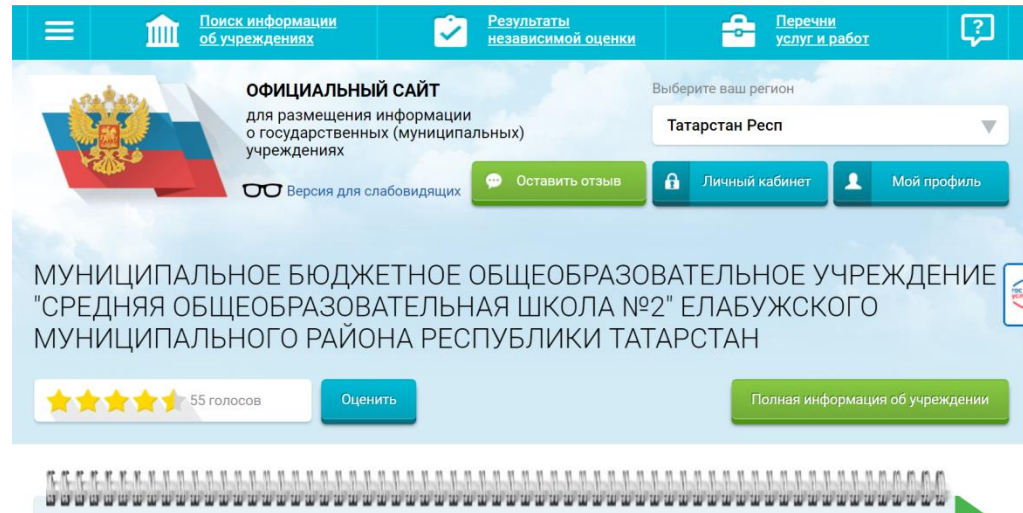 Поиск информации
об учреждениях
Результаты
независимой оценки
Перечни
услуг и работ
ОФИЦИАЛЬНЫЙ САЙТ
для размещения информации
о государственных (муниципальных)
учреждениях
Версия для слабовидящих
Выберите ваш регион
Татарстан Респ
Оставить отзыв
Личный кабинет
Мой профиль
МУНИЦИПАЛЬНОЕ БЮДЖЕТНОЕ ОБЩЕОБРАЗОВАТЕЛЬНОЕ УЧРЕЖДЕНИЕ
"СРЕДНЯЯ ОБЩЕОБРАЗОВАТЕЛЬНАЯ ШКОЛА №2" ЕЛАБУЖСКОГО
МУНИЦИПАЛЬНОГО РАЙОНА РЕСПУБЛИКИ ТАТАРСТАН
55 голосов
Оценить
Полная информация об учреждении